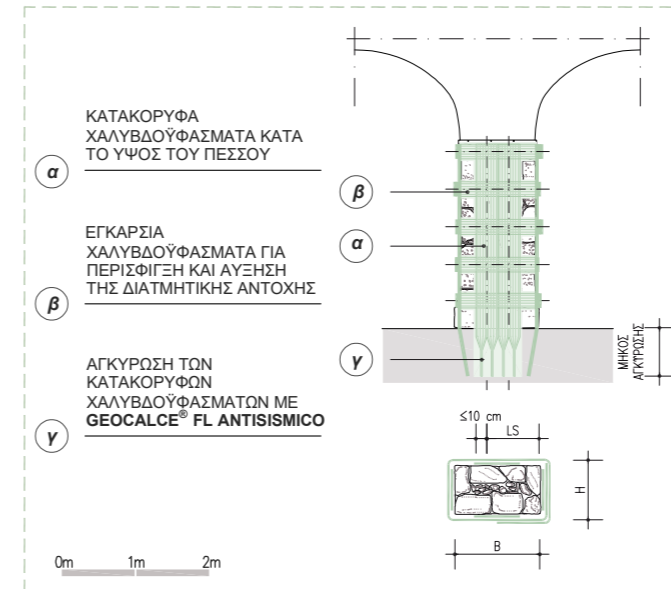 ΚΑΤΑΚΟΡΥΦΑ
ΧΑΛΥΒΔΟΫΦΑΣΜΑΤΑ ΚΑΤΑ
ΤΟ ΥΨΟΣ ΤΟΥ ΠΕΣΣΟΥ
α
ΕΓΚΑΡΣΙΑ
ΧΑΛΥΒΔΟΫΦΑΣΜΑΤΑ ΓΙΑ
ΠΕΡΙΣΦΙΓΞΗ ΚΑΙ ΑΥΞΗΣΗ
ΤΗΣ ΔΙΑΤΜΗΤΙΚΗΣ ΑΝΤΟΧΗΣ
β
ΑΓΚΥΡΩΣΗ ΤΩΝ
ΚΑΤΑΚΟΡΥΦΩΝ
ΧΑΛΥΒΔΟΫΦΑΣΜΑΤΩΝ ΜΕ
GEOCALCE® FL ANTISISMICO
γ
0m 1m 2m
β
α
γ
ΜΗΚΟΣ
ΑΓΚΥΡΩΣΗΣ
≤10 cm
LS
H
B